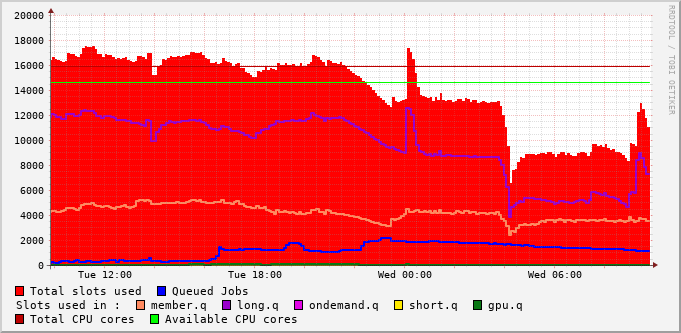 RRDTOOL / TOBI OETIKER
20000
18000
16000
14000
12000
10000
8000
6000
4000
2000
0
Tue 12:00 Tue 18:00 Wed 00:00 Wed 06:00
Total slots used Queued Jobs
Slots used in : member.q long.q ondemand.q short.q gpu.q
Total CPU cores Available CPU cores